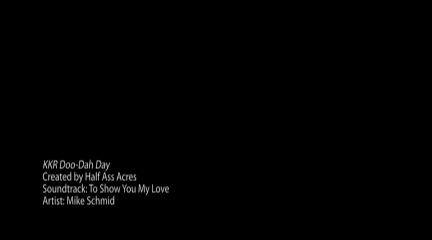 KKR Doo-Dah Day
Created by Half Ass Acres
Soundtrack: To Show You My Love
Artist: Mike Schmid